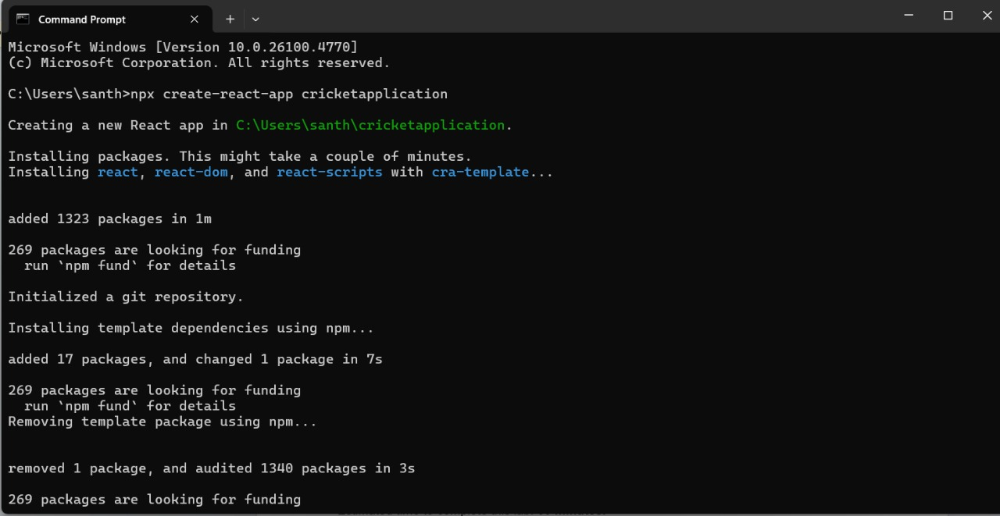 Command Prompt
Microsoft Windows [Version 10.0.26100.4770]
(c) Microsoft Corporation. All rights reserved.
C:\Users\santh>npx create-react-app cricketapplication
Creating a new React app in C:\Users\santh\cricketapplication.
Installing packages. This might take a couple of minutes.
Installing react, react-dom, and react-scripts with cra-template...
added 1323 packages in 1m
269 packages are looking for funding
  run `npm fund` for details
Initialized a git repository.
Installing template dependencies using npm...
added 17 packages, and changed 1 package in 7s
269 packages are looking for funding
  run `npm fund` for details
Removing template package using npm...
removed 1 package, and audited 1340 packages in 3s
269 packages are looking for funding